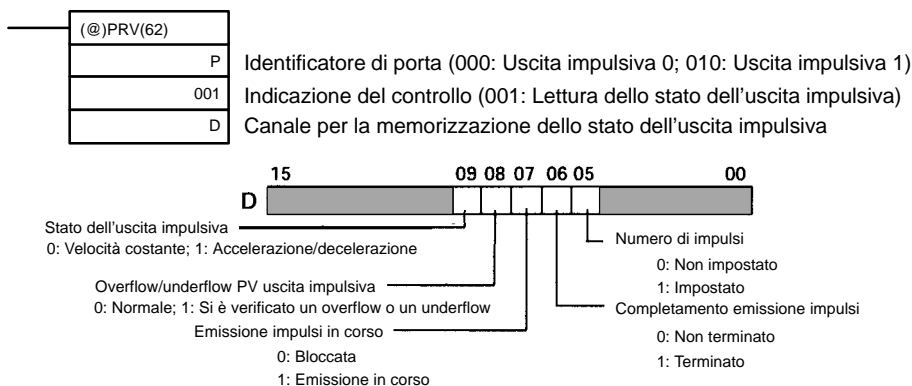 (@)PRV(62)
P Identificatore di porta (000: Uscita impulsiva 0; 010: Uscita impulsiva 1)
001 Indicazione del controllo (001: Lettura dello stato dell'uscita impulsiva)
D Canale per la memorizzazione dello stato dell'uscita impulsiva
15 09 08 07 06 05 00
D
Stato dell'uscita impulsiva
0: Velocità costante; 1: Accelerazione/decelerazione
Numero di impulsi
0: Non impostato
1: Impostato
Overflow/underflow PV uscita impulsiva
0: Normale; 1: Si è verificato un overflow o un underflow
Completamento emissione impulsi
0: Non terminato
1: Terminato
Emissione impulsi in corso
0: Bloccata
1: Emissione in corso